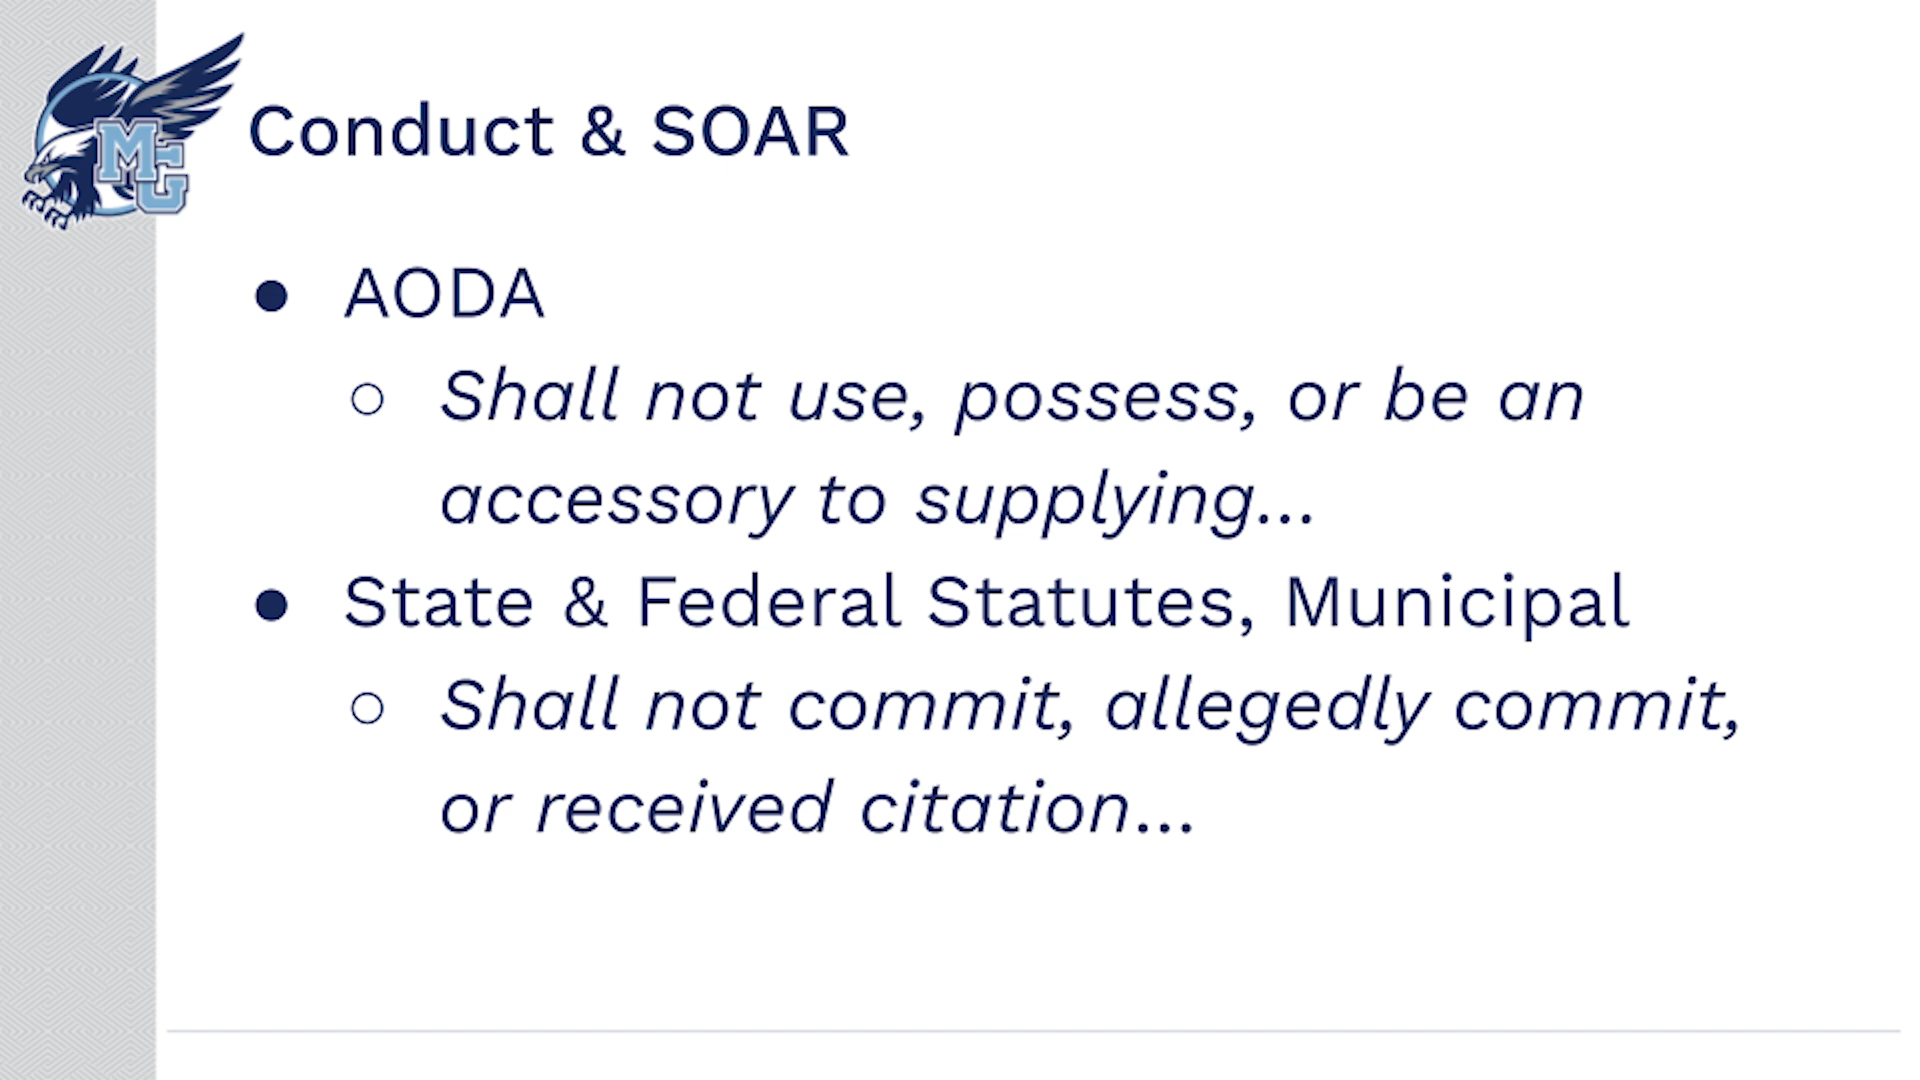 MG
Conduct & SOAR
● AODA
○ Shall not use, possess, or be an
accessory to supplying...
● State & Federal Statutes, Municipal
○ Shall not commit, allegedly commit,
or received citation...